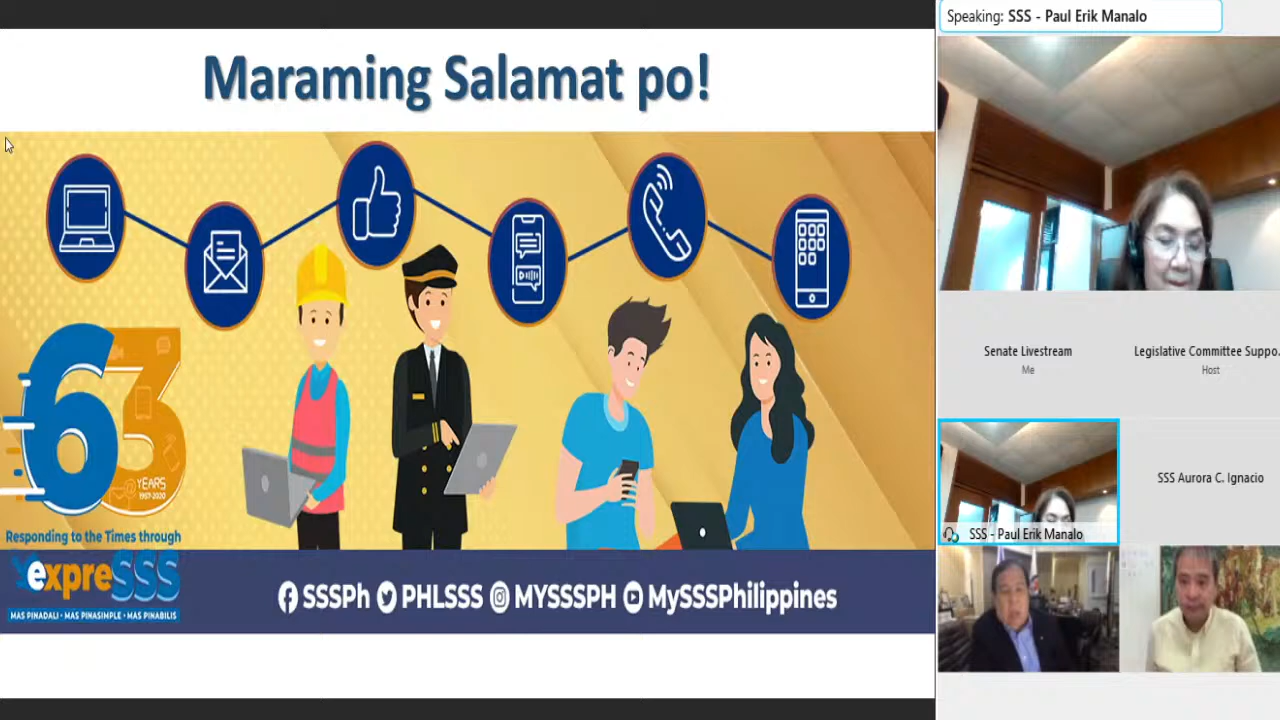 Maraming Salamat po!
63
YEARS
1957-2020
Responding to the Times through
expreSSS
MAS PINADALI • MAS PINASIMPLE • MAS PINABILIS
SSSPh PHLSSS MYSSSPH MySSSPhilippines
Speaking: SSS - Paul Erik Manalo
Senate Livestream
Me
Legislative Committee Suppo...
Host
SSS - Paul Erik Manalo
SSS Aurora C. Ignacio